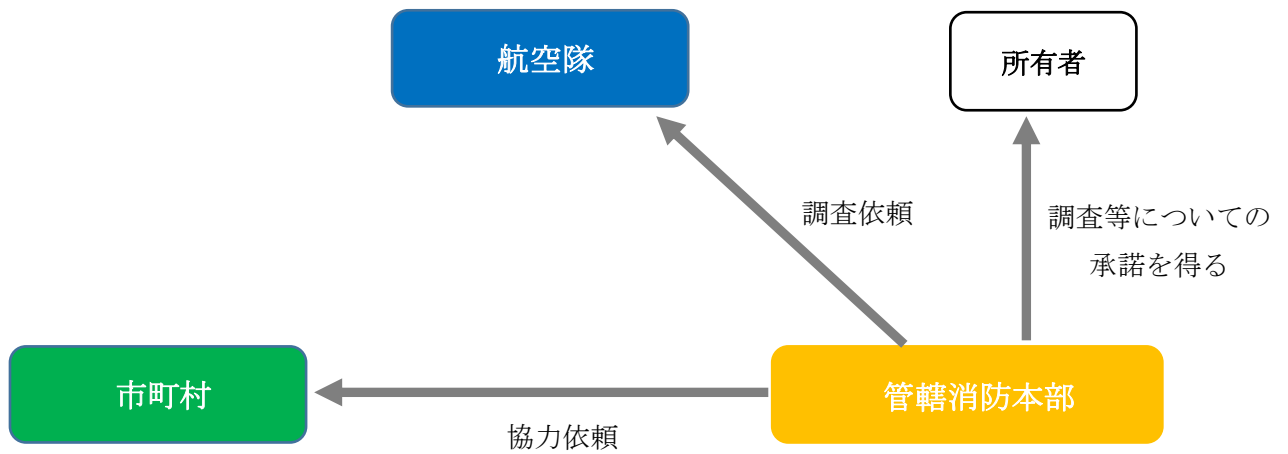 航空隊
所有者
調査依頼
調査等についての
承諾を得る
市町村
管轄消防本部
協力依頼